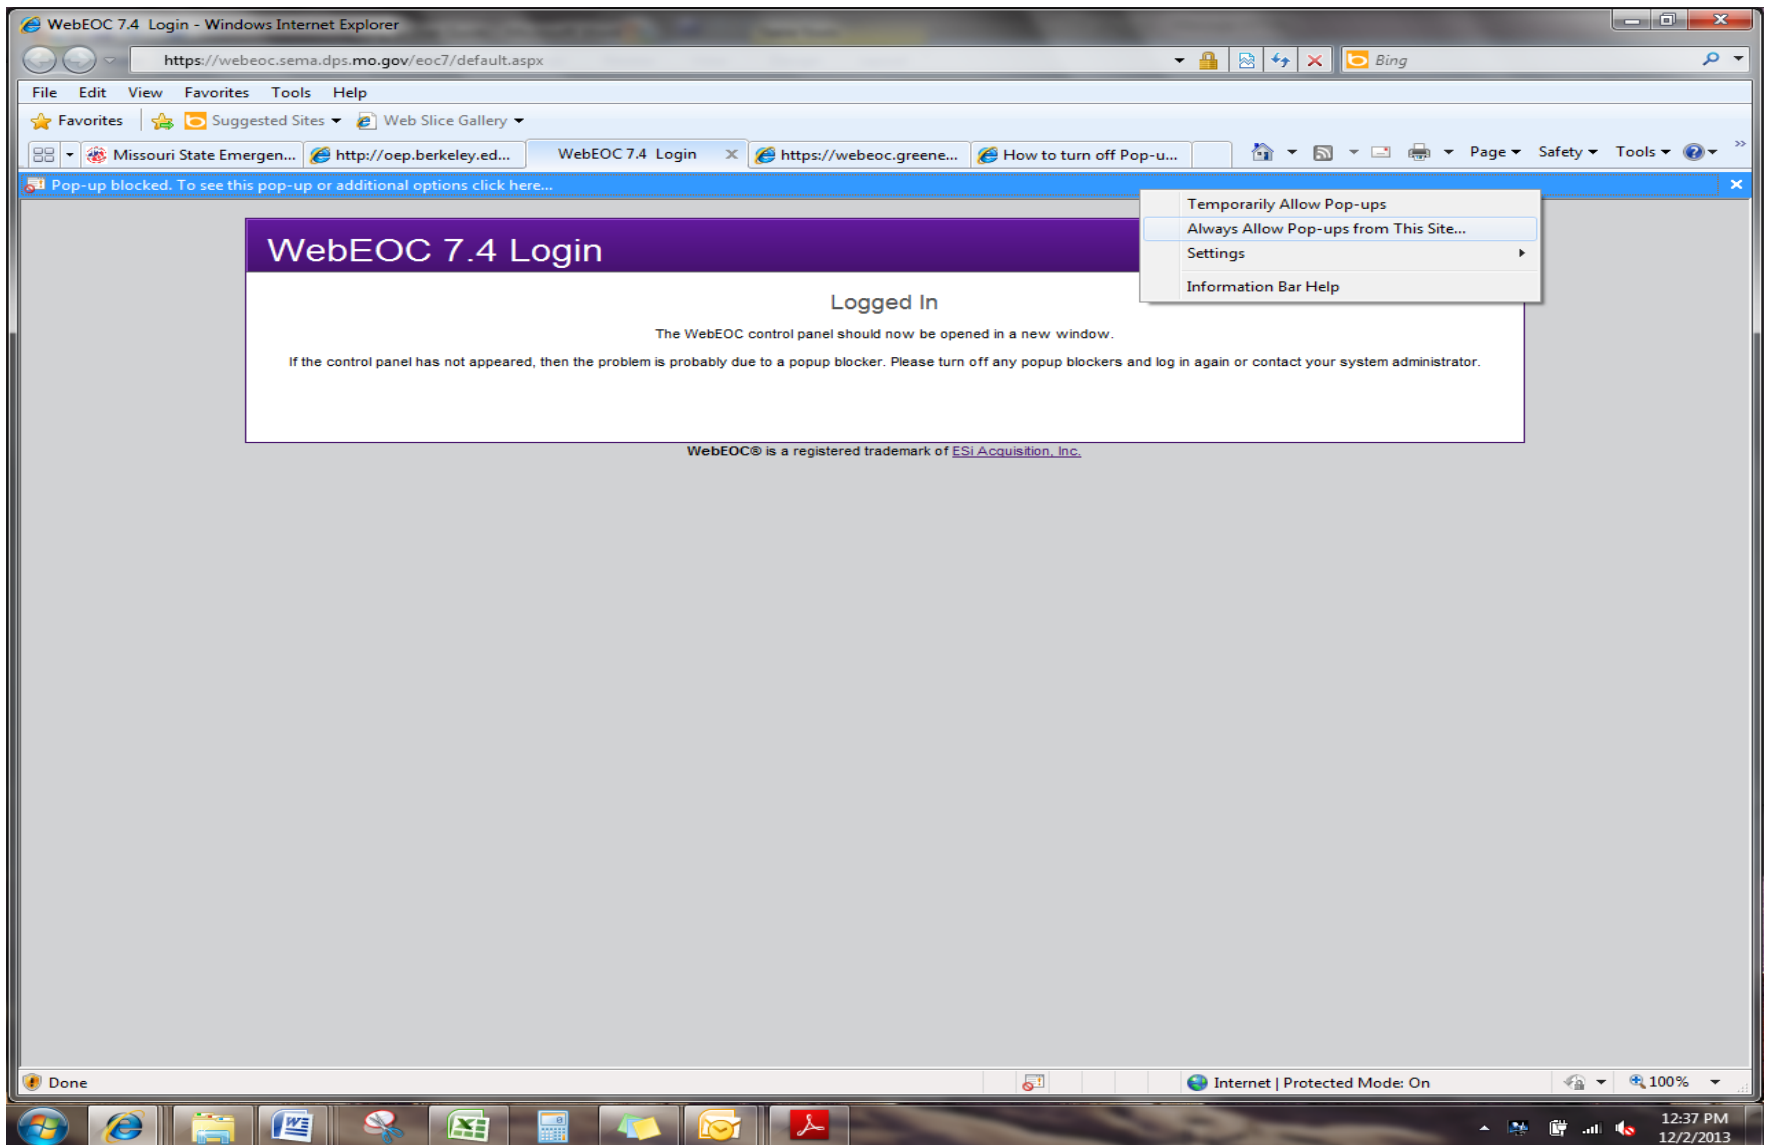 WebEOC 7.4 Login - Windows Internet Explorer
https://webeoc.sema.dps.mo.gov/eoc7/default.aspx
Bing
File Edit View Favorites Tools Help
Favorites Suggested Sites Web Slice Gallery
Missouri State Emergen... http://oep.berkeley.ed... WebEOC 7.4 Login https://webeoc.greene... How to turn off Pop-u... Page Safety Tools
Pop-up blocked. To see this pop-up or additional options click here...
Temporarily Allow Pop-ups
Always Allow Pop-ups from This Site...
Settings
Information Bar Help
WebEOC 7.4 Login
Logged In
The WebEOC control panel should now be opened in a new window.
If the control panel has not appeared, then the problem is probably due to a popup blocker. Please turn off any popup blockers and log in again or contact your system administrator.
WebEOC® is a registered trademark of ESi Acquisition, Inc.
Done Internet | Protected Mode: On 100%
12:37 PM
12/2/2013